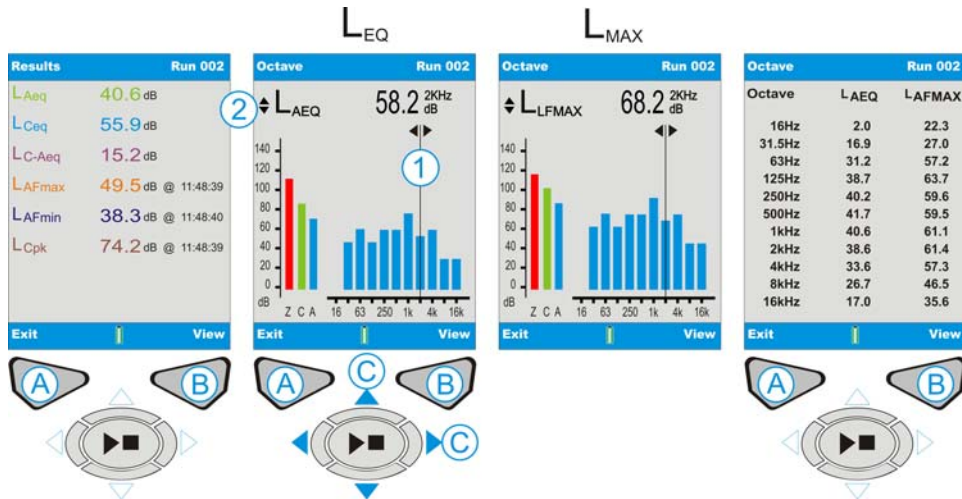 LEQ
LMAX
Results Run 002
LAeq 40.6 dB
LCeq 55.9 dB
LC-Aeq 15.2 dB
LAFmax 49.5 dB @ 11:48:39
LAFmin 38.3 dB @ 11:48:40
LCpk 74.2 dB @ 11:48:39
Exit View
A
B
Octave Run 002
2
LAEQ 58.2 2KHz dB
1
140
120
100
80
60
40
20
0
dB
Z C A 16 63 250 1k 4k 16k
Exit View
A
C
B
C
Octave Run 002
LLFMAX 68.2 2KHz dB
140
120
100
80
60
40
20
0
dB
Z C A 16 63 250 1k 4k 16k
Exit View
Octave Run 002
Octave LAEQ LAFMAX
16Hz 2.0 22.3
31.5Hz 16.9 27.0
63Hz 31.2 57.2
125Hz 38.7 63.7
250Hz 40.2 59.6
500Hz 41.7 59.5
1kHz 40.6 61.1
2kHz 38.6 61.4
4kHz 33.6 57.3
8kHz 26.7 46.5
16kHz 17.0 35.6
Exit View
A
B